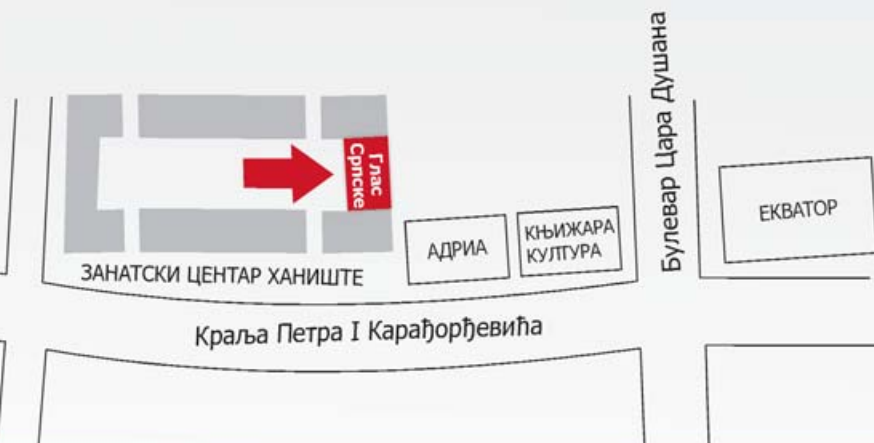 Булевар Цара Душана
Глас
Српске
ЕКВАТОР
АДРИА
КЊИЖАРА
КУЛТУРА
ЗАНАТСКИ ЦЕНТАР ХАНИШТЕ
Краља Петра I Карађорђевића